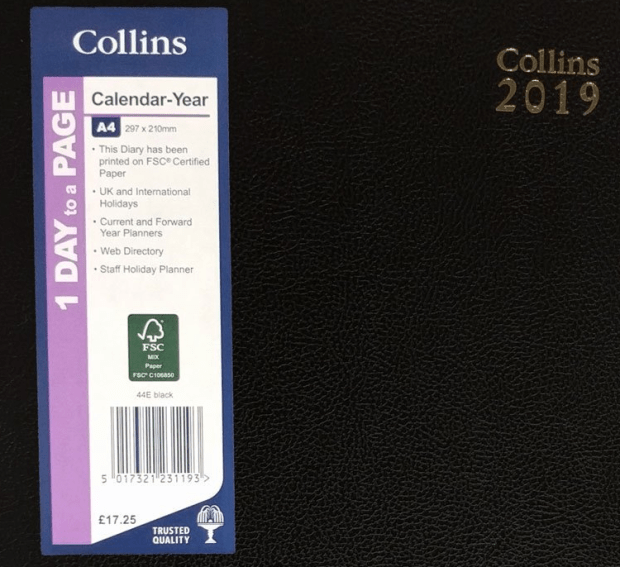 Collins
1 DAY to a PAGE
Calendar-Year
A4 297 x 210mm
• This Diary has been
printed on FSC® Certified
Paper
• UK and International
Holidays
• Current and Forward
Year Planners
• Web Directory
• Staff Holiday Planner
FSC
MIX
Paper
FSC® C106850
44E black
5 017321 231193 >
£17.25
TRUSTED
QUALITY
Collins
2019